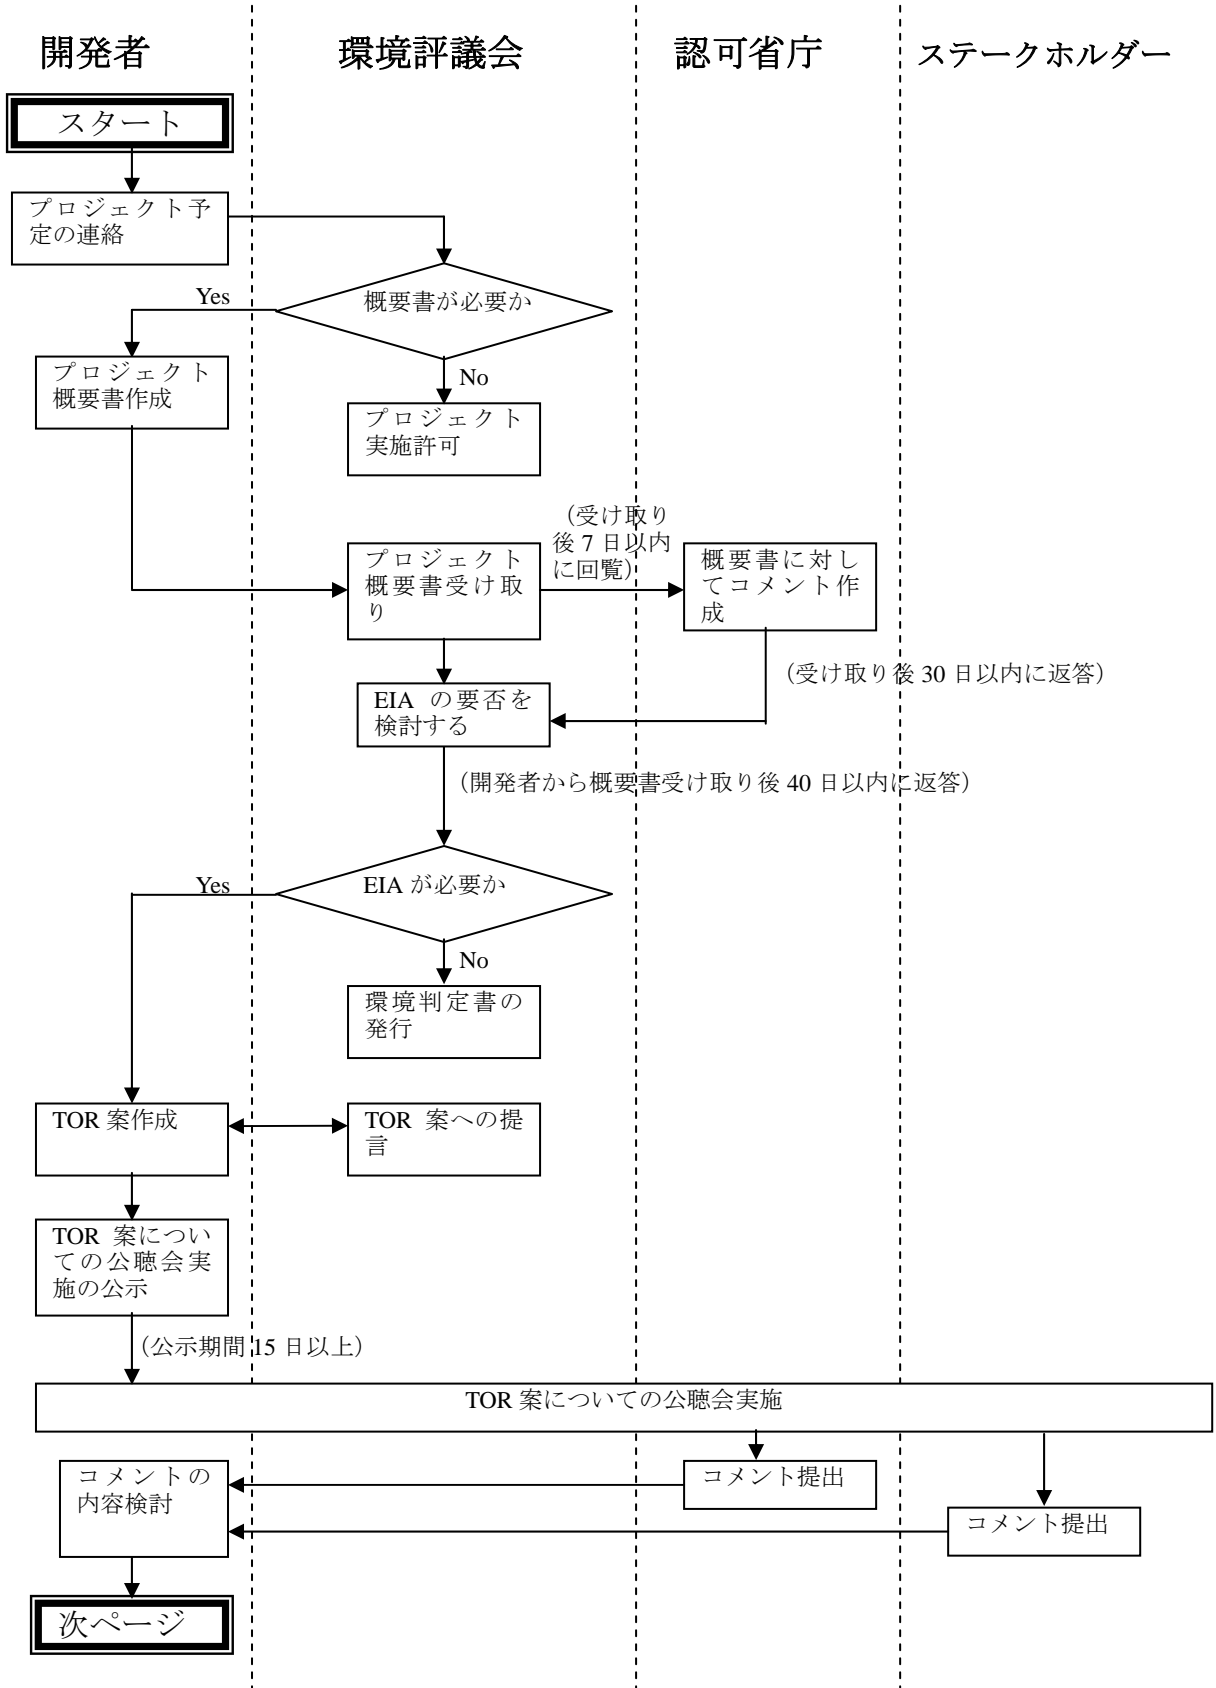 開発者
環境評議会
認可省庁
ステークホルダー
スタート
プロジェクト予
定の連絡
概要書が必要か
Yes
No
プロジェクト
概要書作成
プロジェクト
実施許可
プロジェクト
概要書受け取
り
（受け取り
後 7 日以内
に回覧）
概要書に対し
てコメント作
成
（受け取り後 30 日以内に返答）
EIA の要否を
検討する
（開発者から概要書受け取り後 40 日以内に返答）
EIA が必要か
Yes
No
環境判定書の
発行
TOR 案作成
TOR 案への提
言
TOR 案につい
ての公聴会実
施の公示
（公示期間 15 日以上）
TOR 案についての公聴会実施
コメントの
内容検討
コメント提出
コメント提出
次ページ